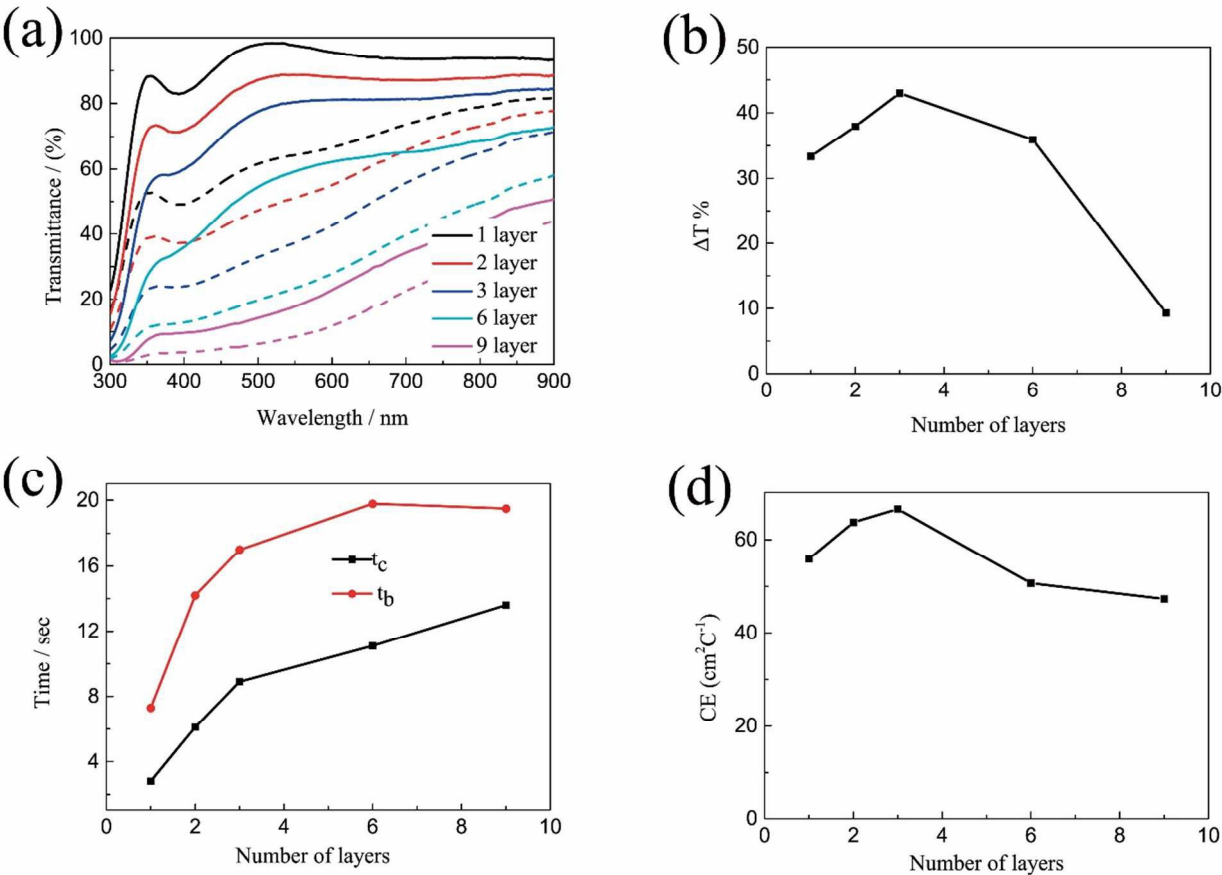 (a)
100
80
60
40
20
0
Transmittance / (%)
300 400 500 600 700 800 900
Wavelength / nm
1 layer
2 layer
3 layer
6 layer
9 layer
(b)
50
40
30
20
10
0
ΔT %
0 2 4 6 8 10
Number of layers
(c)
20
16
12
8
4
Time / sec
tc
tb
0 2 4 6 8 10
Number of layers
(d)
60
40
20
0
CE (cm²C⁻¹)
0 2 4 6 8 10
Number of layers